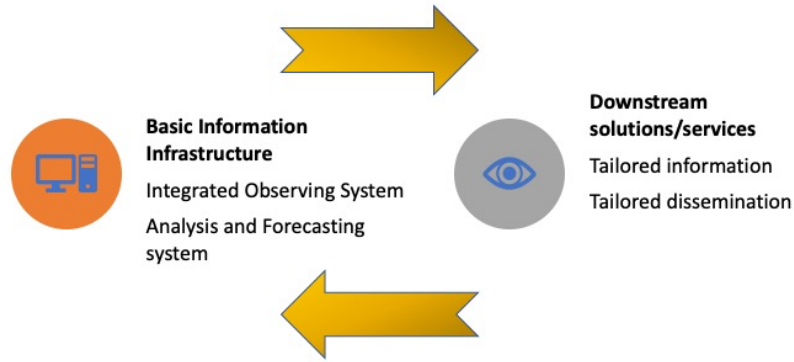 Basic Information
Infrastructure
Integrated Observing System
Analysis and Forecasting
system
Downstream
solutions/services
Tailored information
Tailored dissemination